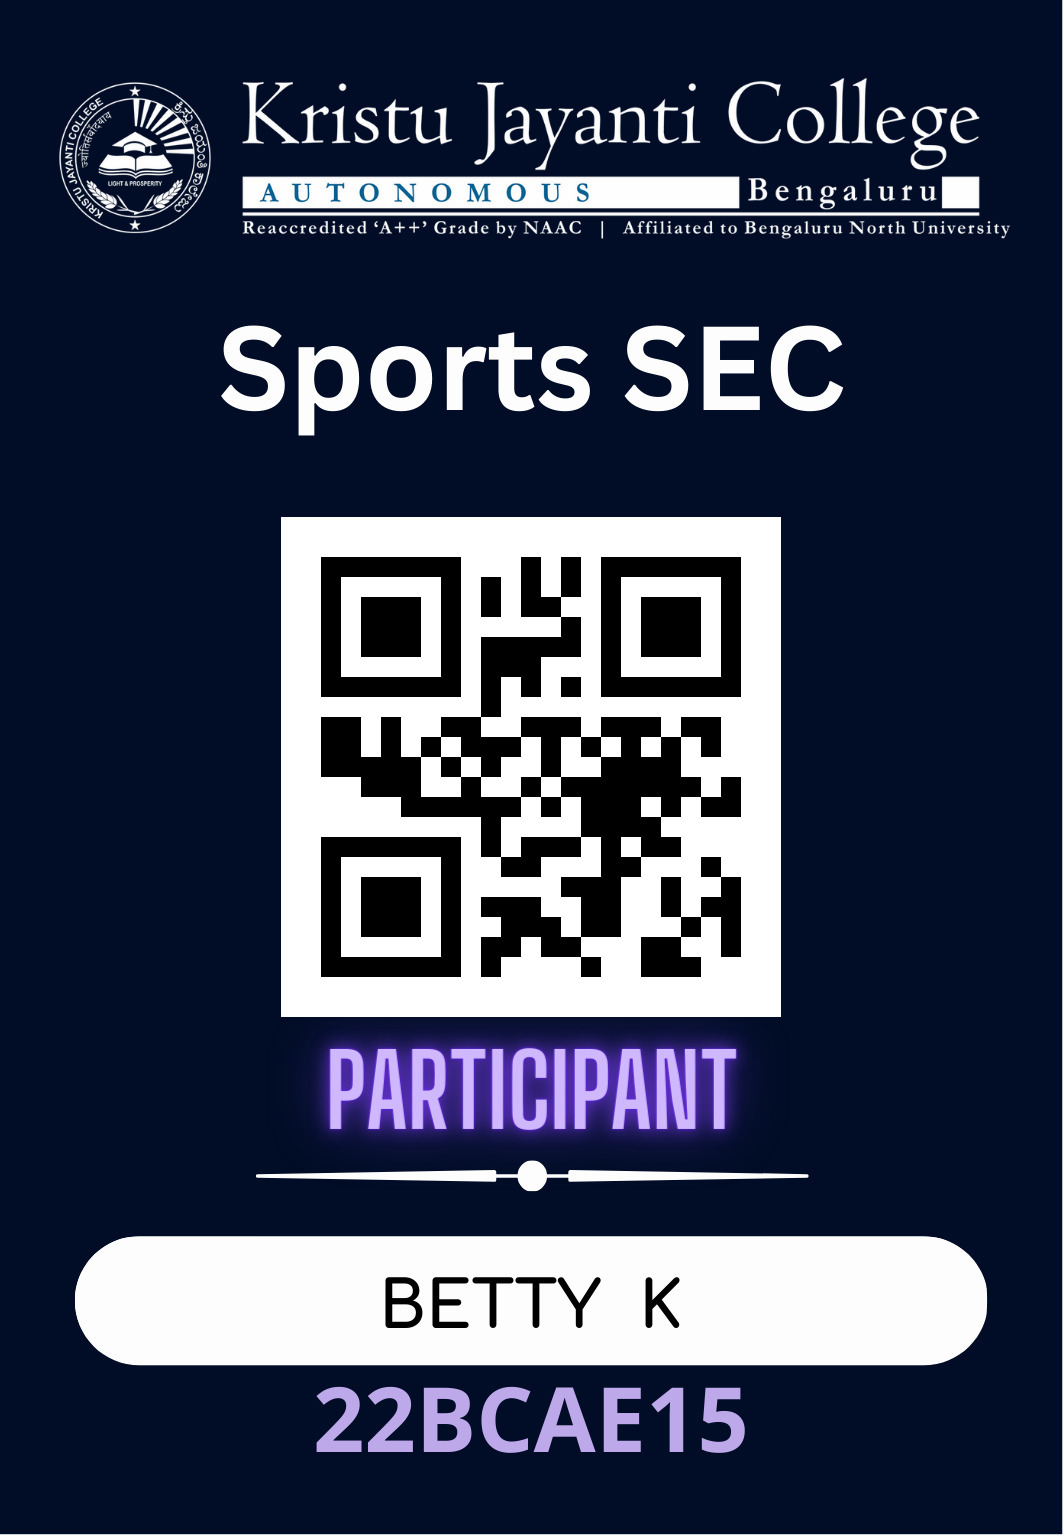 KRISTU JAYANTI COLLEGE
ಕ್ರಿಸ್ತು ಜಯಂತಿ ಕಾಲೇಜು
LIGHT & PROSPERITY
Kristu Jayanti College
AUTONOMOUS Bengaluru
Reaccredited ‘A++’ Grade by NAAC | Affiliated to Bengaluru North University
Sports SEC
PARTICIPANT
BETTY K
22BCAE15